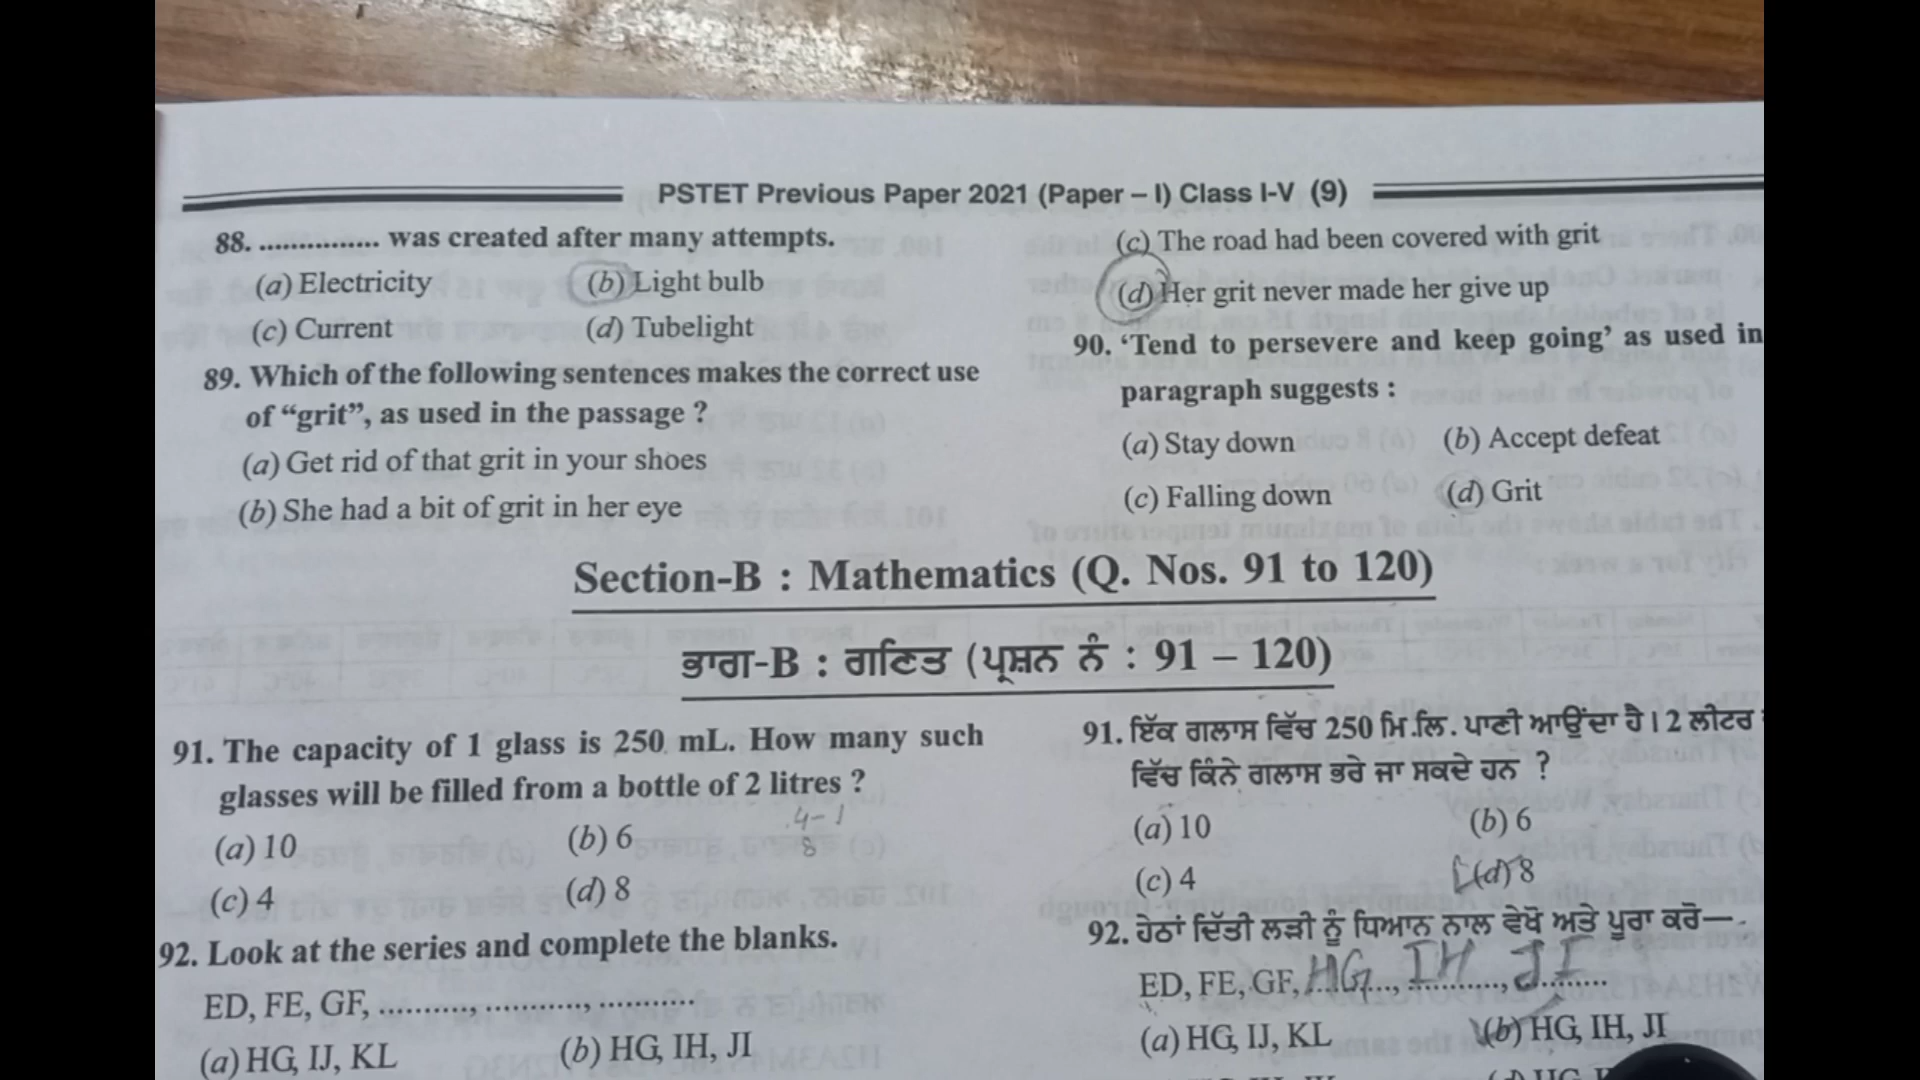 PSTET Previous Paper 2021 (Paper – I) Class I-V (9)
88. ............... was created after many attempts.
(a) Electricity (b) Light bulb
(c) Current (d) Tubelight
89. Which of the following sentences makes the correct use
of “grit”, as used in the passage ?
(a) Get rid of that grit in your shoes
(b) She had a bit of grit in her eye
(c) The road had been covered with grit
(d) Her grit never made her give up
90. ‘Tend to persevere and keep going’ as used in
paragraph suggests :
(a) Stay down (b) Accept defeat
(c) Falling down (d) Grit
Section-B : Mathematics (Q. Nos. 91 to 120)
ਭਾਗ-B : ਗਣਿਤ (ਪ੍ਰਸ਼ਨ ਨੰ : 91 – 120)
91. The capacity of 1 glass is 250 mL. How many such
glasses will be filled from a bottle of 2 litres ?
4-1
8
(a) 10 (b) 6
(c) 4 (d) 8
92. Look at the series and complete the blanks.
ED, FE, GF, ..........., ............, ............
(a) HG, IJ, KL (b) HG, IH, JI
91. ਇੱਕ ਗਲਾਸ ਵਿੱਚ 250 ਮਿ.ਲਿ. ਪਾਣੀ ਆਉਂਦਾ ਹੈ। 2 ਲੀਟਰ
ਵਿੱਚ ਕਿੰਨੇ ਗਲਾਸ ਭਰੇ ਜਾ ਸਕਦੇ ਹਨ ?
(a) 10 (b) 6
(c) 4 (d) 8
92. ਹੇਠਾਂ ਦਿੱਤੀ ਲੜੀ ਨੂੰ ਧਿਆਨ ਨਾਲ ਵੇਖੋ ਅਤੇ ਪੂਰਾ ਕਰੋ—
HG IH JI
ED, FE, GF, ..........., ............, ............
(a) HG, IJ, KL (b) HG, IH, JI